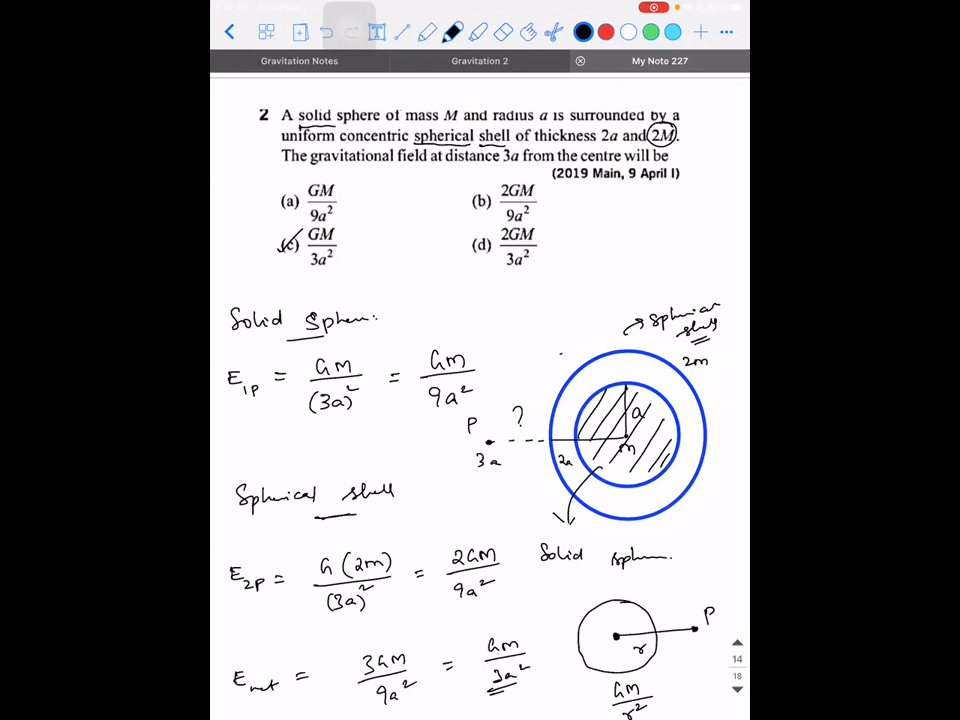 Gravitation Notes
Gravitation 2
My Note 227
2 A solid sphere of mass M and radius a is surrounded by a
uniform concentric spherical shell of thickness 2a and 2M.
The gravitational field at distance 3a from the centre will be
(2019 Main, 9 April I)
(a) GM/9a²
(b) 2GM/9a²
(c) GM/3a²
(d) 2GM/3a²
Solid Sphere:
E1P = GM/(3a)² = GM/9a²
Spherical shell
2m
a
P ?
3a 2a m
Spherical shell
E2P = G(2m)/(3a)² = 2GM/9a²
Solid sphere.
P
r
Enet = 3GM/9a² = GM/3a²
GM/r²
14
18